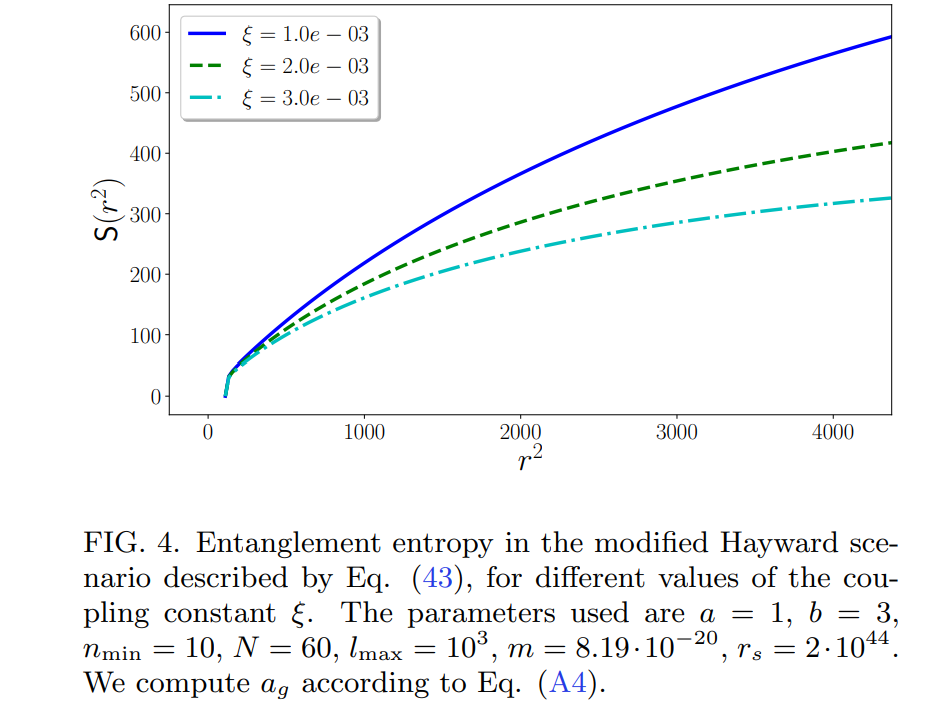 600
500
400
300
200
100
0
S(r²)
ξ = 1.0e − 03
ξ = 2.0e − 03
ξ = 3.0e − 03
0 1000 2000 3000 4000
r²
FIG. 4. Entanglement entropy in the modified Hayward sce-
nario described by Eq. (43), for different values of the cou-
pling constant ξ. The parameters used are a = 1, b = 3,
nₘᵢₙ = 10, N = 60, lₘₐₓ = 10³, m = 8.19·10⁻²⁰, rₛ = 2·10⁴⁴.
We compute a_g according to Eq. (A4).